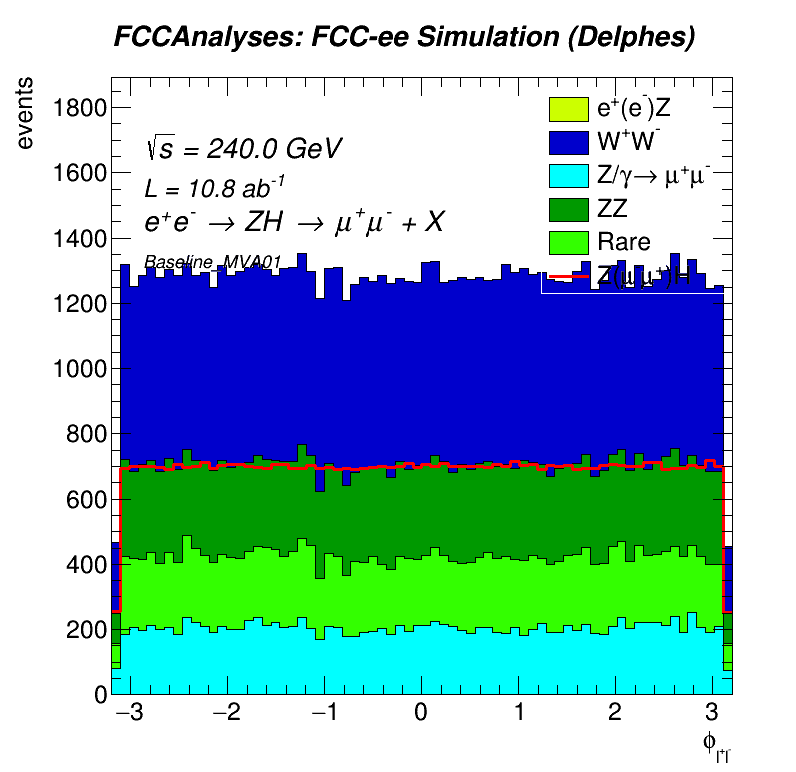 FCCAnalyses: FCC-ee Simulation (Delphes)
events
√s = 240.0 GeV
L = 10.8 ab⁻¹
e⁺e⁻ → ZH → μ⁺μ⁻ + X
Baseline_MVA01
e⁺(e⁻)Z
W⁺W⁻
Z/γ→ μ⁺μ⁻
ZZ
Rare
Z(μ⁻μ⁺)H
1800
1600
1400
1200
1000
800
600
400
200
0
−3 −2 −1 0 1 2 3
ϕ l⁺l⁻